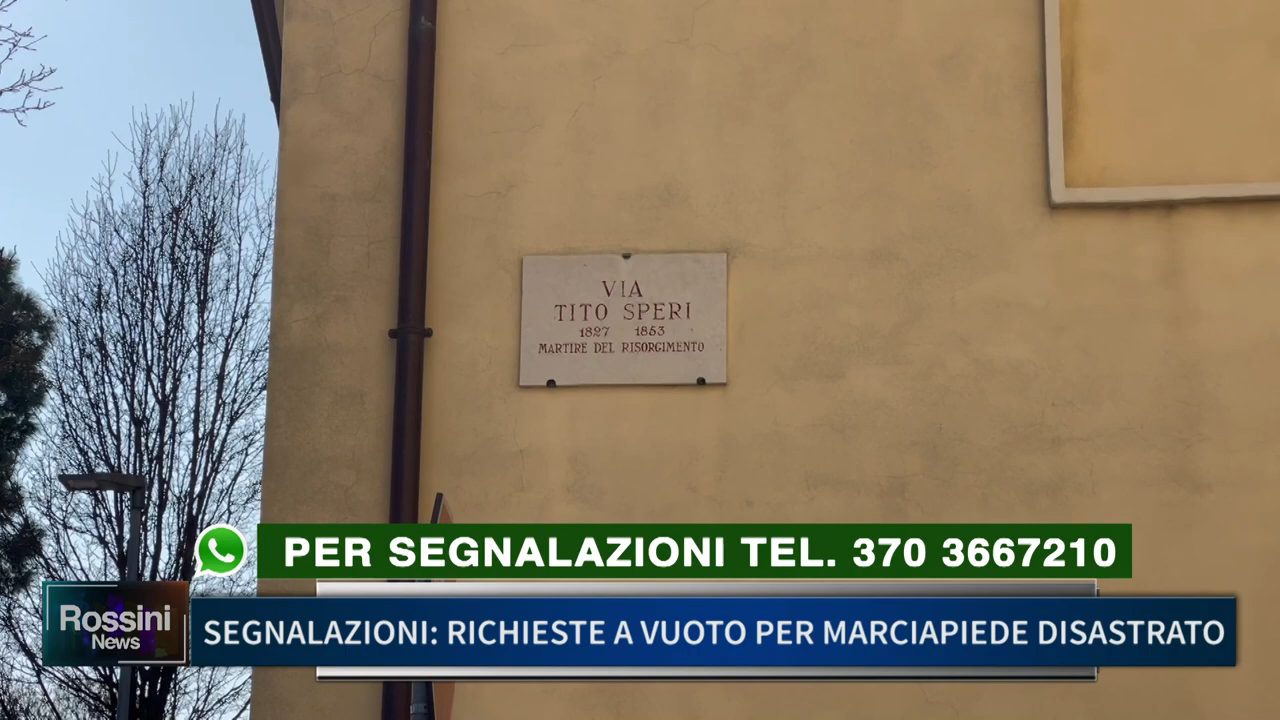 VIA
TITO SPERI
1827 1853
MARTIRE DEL RISORGIMENTO
PER SEGNALAZIONI TEL. 370 3667210
Rossini
News
SEGNALAZIONI: RICHIESTE A VUOTO PER MARCIAPIEDE DISASTRATO